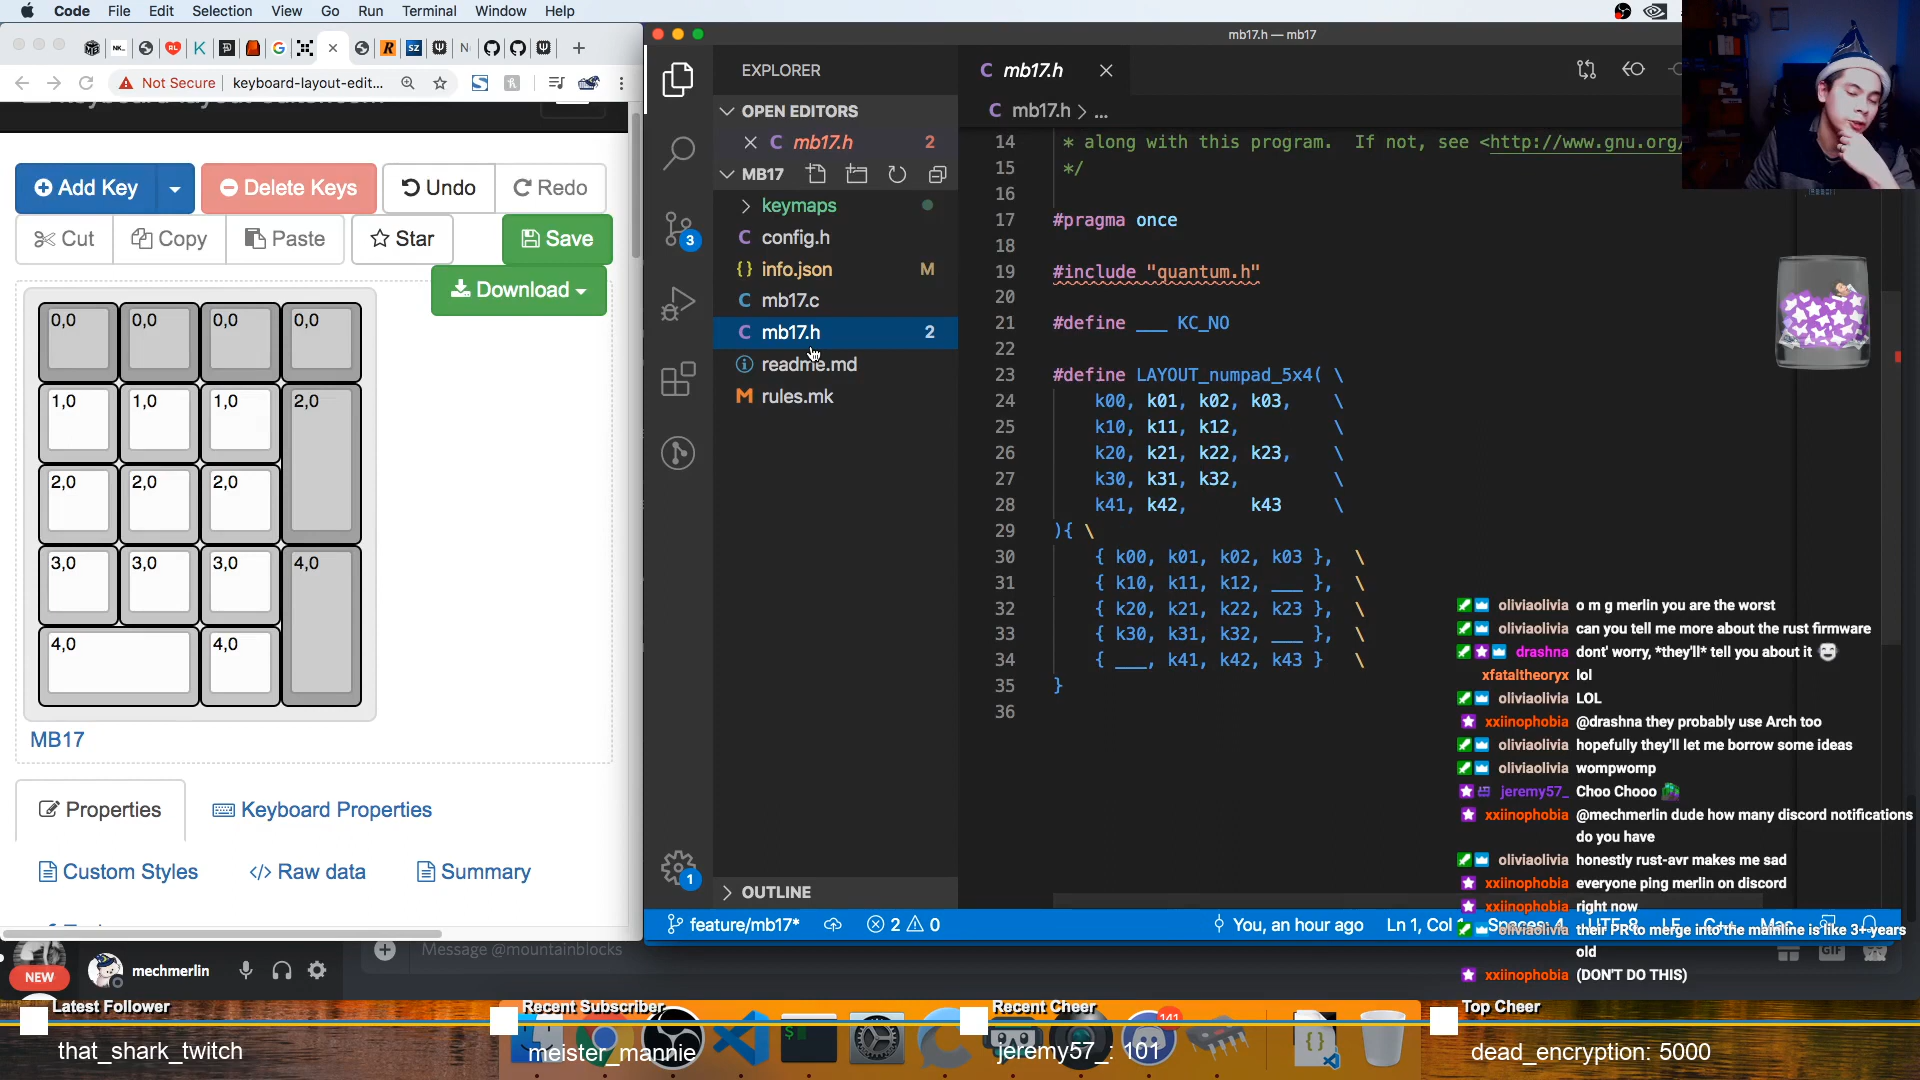 Code File Edit Selection View Go Run Terminal Window Help
NK_
SZ
Not Secure keyboard-layout-edit...
Add Key
Delete Keys
Undo
Redo
Cut
Copy
Paste
Star
Save
Download
0,0 0,0 0,0 0,0
1,0 1,0 1,0 2,0
2,0 2,0 2,0
3,0 3,0 3,0 4,0
4,0 4,0
MB17
Properties
Keyboard Properties
Custom Styles
</> Raw data
Summary
mb17.h — mb17
EXPLORER
OPEN EDITORS
C mb17.h 2
MB17
keymaps
C config.h
{} info.json M
C mb17.c
C mb17.h 2
readme.md
M rules.mk
OUTLINE
3
1
C mb17.h
C mb17.h > ...
14 * along with this program. If not, see <http://www.gnu.org/
15 */
16
17 #pragma once
18
19 #include "quantum.h"
20
21 #define ___ KC_NO
22
23 #define LAYOUT_numpad_5x4( \
24 k00, k01, k02, k03, \
25 k10, k11, k12, \
26 k20, k21, k22, k23, \
27 k30, k31, k32, \
28 k41, k42, k43 \
29 ){ \
30 { k00, k01, k02, k03 }, \
31 { k10, k11, k12, ___ }, \
32 { k20, k21, k22, k23 }, \
33 { k30, k31, k32, ___ }, \
34 { ___, k41, k42, k43 } \
35 }
36
feature/mb17* 2 0 You, an hour ago Ln 1, Col Spaces: 4 UTF-8 LF C++ Mac
oliviaolivia o m g merlin you are the worst
oliviaolivia can you tell me more about the rust firmware
drashna dont' worry, *they'll* tell you about it
xfataltheoryx lol
oliviaolivia LOL
xxiinophobia @drashna they probably use Arch too
oliviaolivia hopefully they'll let me borrow some ideas
oliviaolivia wompwomp
jeremy57_ Choo Chooo
xxiinophobia @mechmerlin dude how many discord notifications
do you have
oliviaolivia honestly rust-avr makes me sad
xxiinophobia everyone ping merlin on discord
xxiinophobia right now
oliviaolivia their PR to merge into the mainline is like 3+ years
old
xxiinophobia (DON'T DO THIS)
NEW
mechmerlin
Message @mountainblocks
GIF
Latest Follower
that_shark_twitch
Recent Subscriber
meister_mannie
Recent Cheer
jeremy57_: 101
141
Top Cheer
dead_encryption: 5000